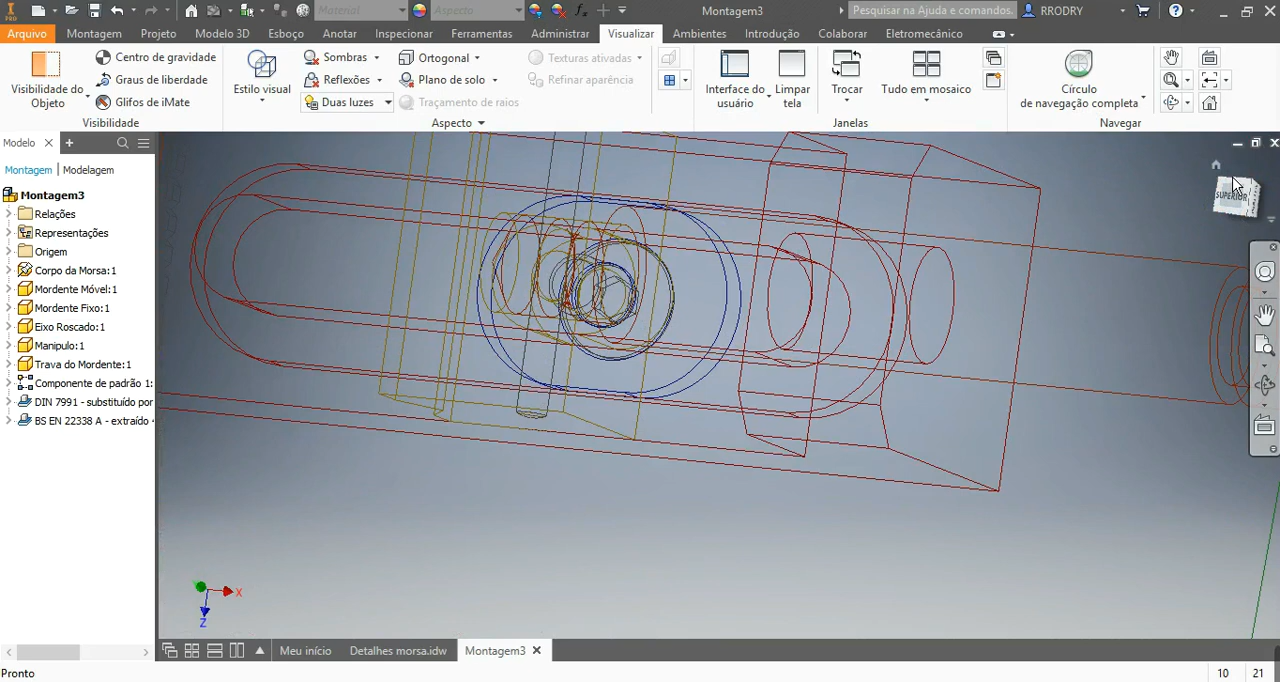 PRO
Material
Aspecto
Montagem3
Pesquisar na Ajuda e comandos.
RRODRY
Arquivo
Montagem
Projeto
Modelo 3D
Esboço
Anotar
Inspecionar
Ferramentas
Administrar
Visualizar
Ambientes
Introdução
Colaborar
Eletromecânico
Visibilidade do
Objeto
Centro de gravidade
Graus de liberdade
Glifos de iMate
Visibilidade
Estilo visual
Sombras
Reflexões
Duas luzes
Ortogonal
Plano de solo
Traçamento de raios
Texturas ativadas
Refinar aparência
Aspecto
Interface do
usuário
Limpar
tela
Trocar
Tudo em mosaico
Janelas
Círculo
de navegação completa
Navegar
Modelo
Montagem
Modelagem
Montagem3
Relações
Representações
Origem
Corpo da Morsa:1
Mordente Móvel:1
Mordente Fixo:1
Eixo Roscado:1
Manipulo:1
Trava do Mordente:1
Componente de padrão 1:
DIN 7991 - substituído por
BS EN 22338 A - extraído
SUPERIOR
X
Z
Meu início
Detalhes morsa.idw
Montagem3
Pronto
10
21